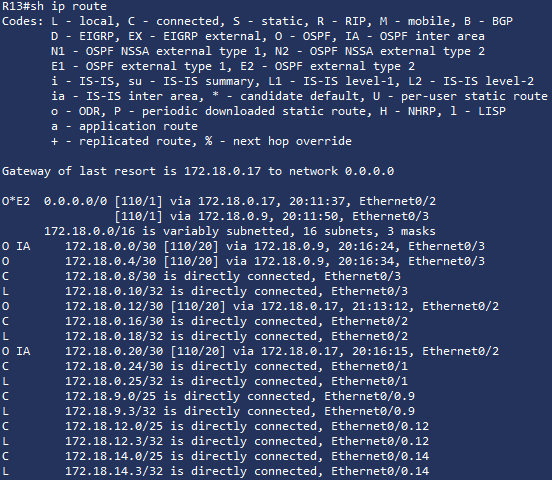 R13#sh ip route
Codes: L - local, C - connected, S - static, R - RIP, M - mobile, B - BGP
D - EIGRP, EX - EIGRP external, O - OSPF, IA - OSPF inter area
N1 - OSPF NSSA external type 1, N2 - OSPF NSSA external type 2
E1 - OSPF external type 1, E2 - OSPF external type 2
i - IS-IS, su - IS-IS summary, L1 - IS-IS level-1, L2 - IS-IS level-2
ia - IS-IS inter area, * - candidate default, U - per-user static route
o - ODR, P - periodic downloaded static route, H - NHRP, l - LISP
a - application route
+ - replicated route, % - next hop override
Gateway of last resort is 172.18.0.17 to network 0.0.0.0
O*E2 0.0.0.0/0 [110/1] via 172.18.0.17, 20:11:37, Ethernet0/2
[110/1] via 172.18.0.9, 20:11:50, Ethernet0/3
172.18.0.0/16 is variably subnetted, 16 subnets, 3 masks
O IA 172.18.0.0/30 [110/20] via 172.18.0.9, 20:16:24, Ethernet0/3
O 172.18.0.4/30 [110/20] via 172.18.0.9, 20:16:34, Ethernet0/3
C 172.18.0.8/30 is directly connected, Ethernet0/3
L 172.18.0.10/32 is directly connected, Ethernet0/3
O 172.18.0.12/30 [110/20] via 172.18.0.17, 21:13:12, Ethernet0/2
C 172.18.0.16/30 is directly connected, Ethernet0/2
L 172.18.0.18/32 is directly connected, Ethernet0/2
O IA 172.18.0.20/30 [110/20] via 172.18.0.17, 20:16:15, Ethernet0/2
C 172.18.0.24/30 is directly connected, Ethernet0/1
L 172.18.0.25/32 is directly connected, Ethernet0/1
C 172.18.9.0/25 is directly connected, Ethernet0/0.9
L 172.18.9.3/32 is directly connected, Ethernet0/0.9
C 172.18.12.0/25 is directly connected, Ethernet0/0.12
L 172.18.12.3/32 is directly connected, Ethernet0/0.12
C 172.18.14.0/25 is directly connected, Ethernet0/0.14
L 172.18.14.3/32 is directly connected, Ethernet0/0.14